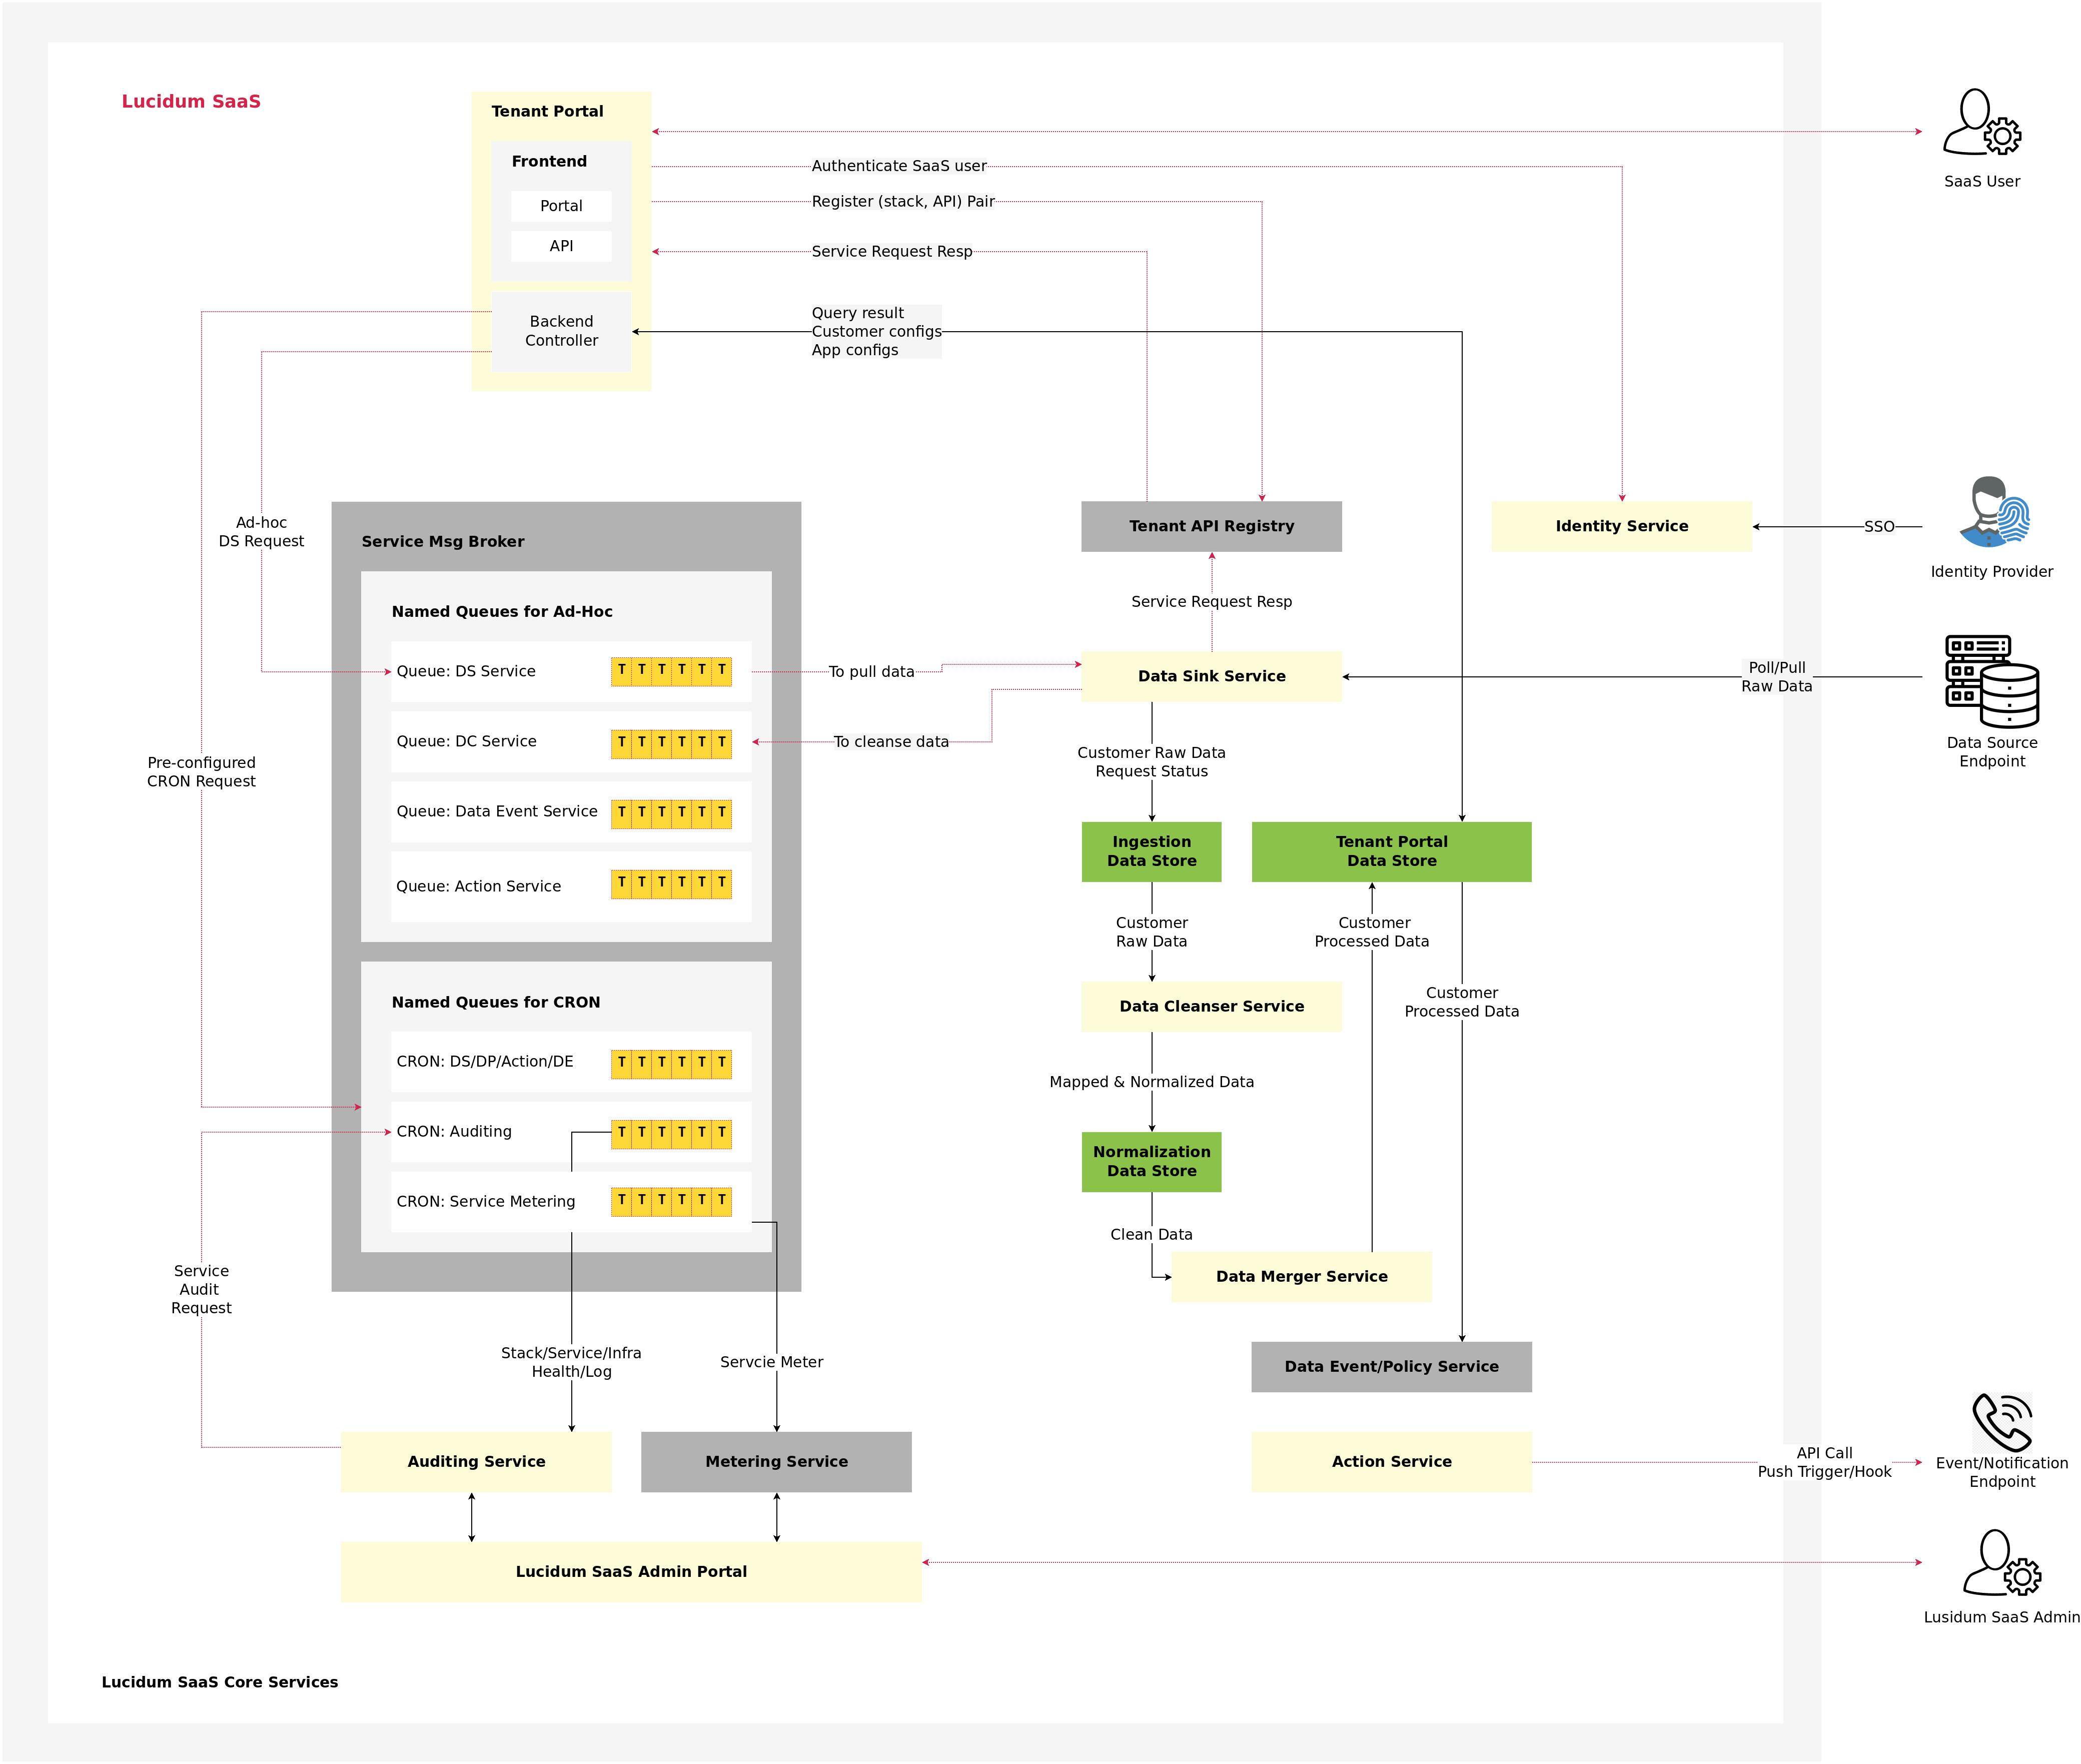 Lucidum SaaS
Tenant Portal
Frontend
Portal
API
Backend
Controller
Authenticate SaaS user
Register (stack, API) Pair
Service Request Resp
Query result
Customer configs
App configs
SaaS User
Ad-hoc
DS Request
Pre-configured
CRON Request
Service Msg Broker
Named Queues for Ad-Hoc
Queue: DS Service
T T T T T T
Queue: DC Service
T T T T T T
Queue: Data Event Service
T T T T T T
Queue: Action Service
T T T T T T
Named Queues for CRON
CRON: DS/DP/Action/DE
T T T T T T
CRON: Auditing
T T T T T T
CRON: Service Metering
T T T T T T
To pull data
To cleanse data
Tenant API Registry
Identity Service
SSO
Identity Provider
Service Request Resp
Data Sink Service
Poll/Pull
Raw Data
Data Source
Endpoint
Customer Raw Data
Request Status
Ingestion
Data Store
Tenant Portal
Data Store
Customer
Raw Data
Customer
Processed Data
Customer
Processed Data
Data Cleanser Service
Mapped & Normalized Data
Normalization
Data Store
Clean Data
Data Merger Service
Data Event/Policy Service
Service
Audit
Request
Stack/Service/Infra
Health/Log
Servcie Meter
Auditing Service
Metering Service
Action Service
API Call
Push Trigger/Hook
Event/Notification
Endpoint
Lucidum SaaS Admin Portal
Lusidum SaaS Admin
Lucidum SaaS Core Services